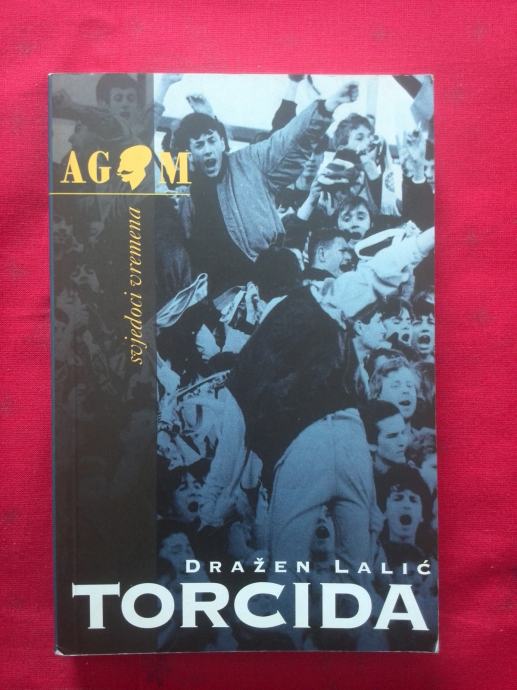 AGM
svjedoci vremena
DRAŽEN LALIĆ
TORCIDA